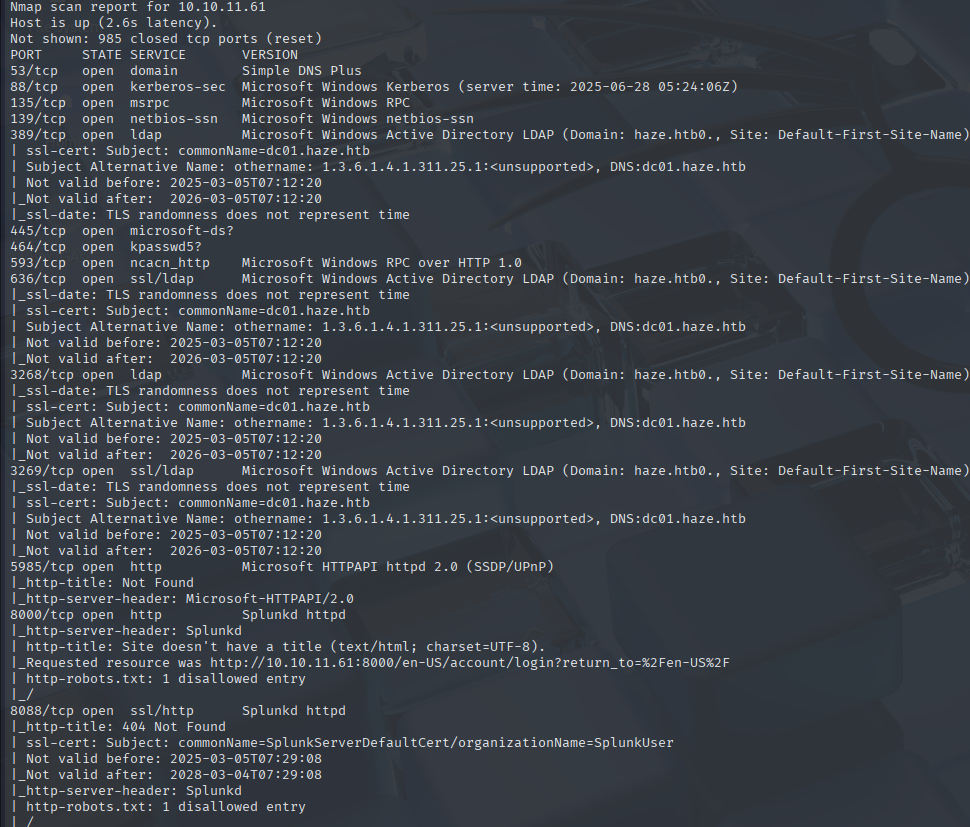 Nmap scan report for 10.10.11.61
Host is up (2.6s latency).
Not shown: 985 closed tcp ports (reset)
PORT     STATE SERVICE       VERSION
53/tcp   open  domain        Simple DNS Plus
88/tcp   open  kerberos-sec  Microsoft Windows Kerberos (server time: 2025-06-28 05:24:06Z)
135/tcp  open  msrpc         Microsoft Windows RPC
139/tcp  open  netbios-ssn   Microsoft Windows netbios-ssn
389/tcp  open  ldap          Microsoft Windows Active Directory LDAP (Domain: haze.htb0., Site: Default-First-Site-Name)
| ssl-cert: Subject: commonName=dc01.haze.htb
| Subject Alternative Name: othername: 1.3.6.1.4.1.311.25.1:<unsupported>, DNS:dc01.haze.htb
| Not valid before: 2025-03-05T07:12:20
|_Not valid after:  2026-03-05T07:12:20
|_ssl-date: TLS randomness does not represent time
445/tcp  open  microsoft-ds?
464/tcp  open  kpasswd5?
593/tcp  open  ncacn_http    Microsoft Windows RPC over HTTP 1.0
636/tcp  open  ssl/ldap      Microsoft Windows Active Directory LDAP (Domain: haze.htb0., Site: Default-First-Site-Name)
|_ssl-date: TLS randomness does not represent time
| ssl-cert: Subject: commonName=dc01.haze.htb
| Subject Alternative Name: othername: 1.3.6.1.4.1.311.25.1:<unsupported>, DNS:dc01.haze.htb
| Not valid before: 2025-03-05T07:12:20
|_Not valid after:  2026-03-05T07:12:20
3268/tcp open  ldap          Microsoft Windows Active Directory LDAP (Domain: haze.htb0., Site: Default-First-Site-Name)
|_ssl-date: TLS randomness does not represent time
| ssl-cert: Subject: commonName=dc01.haze.htb
| Subject Alternative Name: othername: 1.3.6.1.4.1.311.25.1:<unsupported>, DNS:dc01.haze.htb
| Not valid before: 2025-03-05T07:12:20
|_Not valid after:  2026-03-05T07:12:20
3269/tcp open  ssl/ldap      Microsoft Windows Active Directory LDAP (Domain: haze.htb0., Site: Default-First-Site-Name)
|_ssl-date: TLS randomness does not represent time
| ssl-cert: Subject: commonName=dc01.haze.htb
| Subject Alternative Name: othername: 1.3.6.1.4.1.311.25.1:<unsupported>, DNS:dc01.haze.htb
| Not valid before: 2025-03-05T07:12:20
|_Not valid after:  2026-03-05T07:12:20
5985/tcp open  http          Microsoft HTTPAPI httpd 2.0 (SSDP/UPnP)
|_http-title: Not Found
|_http-server-header: Microsoft-HTTPAPI/2.0
8000/tcp open  http          Splunkd httpd
|_http-server-header: Splunkd
| http-title: Site doesn't have a title (text/html; charset=UTF-8).
|_Requested resource was http://10.10.11.61:8000/en-US/account/login?return_to=%2Fen-US%2F
| http-robots.txt: 1 disallowed entry
|_/
8088/tcp open  ssl/http      Splunkd httpd
|_http-title: 404 Not Found
| ssl-cert: Subject: commonName=SplunkServerDefaultCert/organizationName=SplunkUser
| Not valid before: 2025-03-05T07:29:08
|_Not valid after:  2028-03-04T07:29:08
|_http-server-header: Splunkd
| http-robots.txt: 1 disallowed entry
|_/